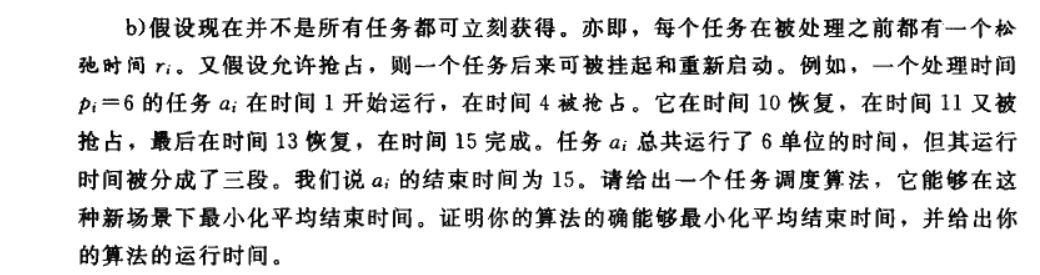 b)假设现在并不是所有任务都可立刻获得。亦即，每个任务在被处理之前都有一个松
弛时间 rᵢ。又假设允许抢占，则一个任务后来可被挂起和重新启动。例如，一个处理时间
pᵢ=6 的任务 aᵢ 在时间 1 开始运行，在时间 4 被抢占。它在时间 10 恢复，在时间 11 又被
抢占，最后在时间 13 恢复，在时间 15 完成。任务 aᵢ 总共运行了 6 单位的时间，但其运行
时间被分成了三段。我们说 aᵢ 的结束时间为 15。请给出一个任务调度算法，它能够在这
种新场景下最小化平均结束时间。证明你的算法的确能够最小化平均结束时间，并给出你
的算法的运行时间。